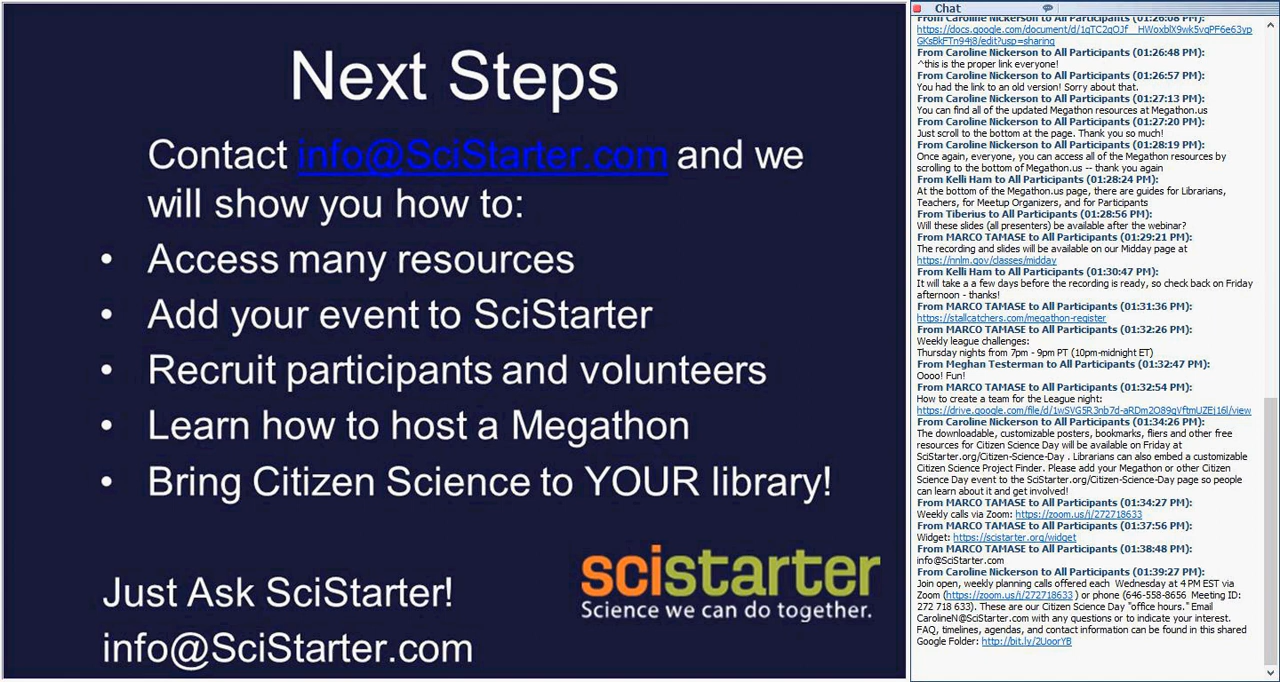 Next Steps
Contact info@SciStarter.com and we
will show you how to:
• Access many resources
• Add your event to SciStarter
• Recruit participants and volunteers
• Learn how to host a Megathon
• Bring Citizen Science to YOUR library!
Just Ask SciStarter!
info@SciStarter.com
scistarter
Science we can do together.
Chat
From Caroline Nickerson to All Participants (01:26:08 PM):
From Caroline Nickerson to All Participants (01:26:48 PM):
^this is the proper link everyone!
From Caroline Nickerson to All Participants (01:26:57 PM):
You had the link to an old version! Sorry about that.
From Caroline Nickerson to All Participants (01:27:13 PM):
You can find all of the updated Megathon resources at Megathon.us
From Caroline Nickerson to All Participants (01:27:20 PM):
Just scroll to the bottom at the page. Thank you so much!
From Caroline Nickerson to All Participants (01:28:19 PM):
Once again, everyone, you can access all of the Megathon resources by
scrolling to the bottom of Megathon.us -- thank you again
From Kelli Ham to All Participants (01:28:24 PM):
At the bottom of the Megathon.us page, there are guides for Librarians,
Teachers, for Meetup Organizers, and for Participants
From Tiberius to All Participants (01:28:56 PM):
Will these slides (all presenters) be available after the webinar?
From MARCO TAMASE to All Participants (01:29:21 PM):
The recording and slides will be available on our Midday page at
https://nnlm.gov/classes/midday
From Kelli Ham to All Participants (01:30:47 PM):
It will take a a few days before the recording is ready, so check back on Friday
afternoon - thanks!
From MARCO TAMASE to All Participants (01:31:36 PM):
https://stallcatchers.com/megathon-register
From MARCO TAMASE to All Participants (01:32:26 PM):
Weekly league challenges:
Thursday nights from 7pm - 9pm PT (10pm-midnight ET)
From Meghan Testerman to All Participants (01:32:47 PM):
Oooo! Fun!
From MARCO TAMASE to All Participants (01:32:54 PM):
How to create a team for the League night:
From Caroline Nickerson to All Participants (01:34:26 PM):
The downloadable, customizable posters, bookmarks, fliers and other free
resources for Citizen Science Day will be available on Friday at
SciStarter.org/Citizen-Science-Day . Librarians can also embed a customizable
Citizen Science Project Finder. Please add your Megathon or other Citizen
Science Day event to the SciStarter.org/Citizen-Science-Day page so people
can learn about it and get involved!
From MARCO TAMASE to All Participants (01:34:27 PM):
Weekly calls via Zoom: https://zoom.us/j/272718633
From MARCO TAMASE to All Participants (01:37:56 PM):
Widget: https://scistarter.org/widget
From MARCO TAMASE to All Participants (01:38:48 PM):
info@SciStarter.com
From Caroline Nickerson to All Participants (01:39:27 PM):
Join open, weekly planning calls offered each Wednesday at 4 PM EST via
Zoom (https://zoom.us/j/272718633 ) or phone (646-558-8656 Meeting ID:
272 718 633). These are our Citizen Science Day "office hours." Email
CarolineN@SciStarter.com with any questions or to indicate your interest.
FAQ, timelines, agendas, and contact information can be found in this shared
Google Folder: http://bit.ly/2UoorYB